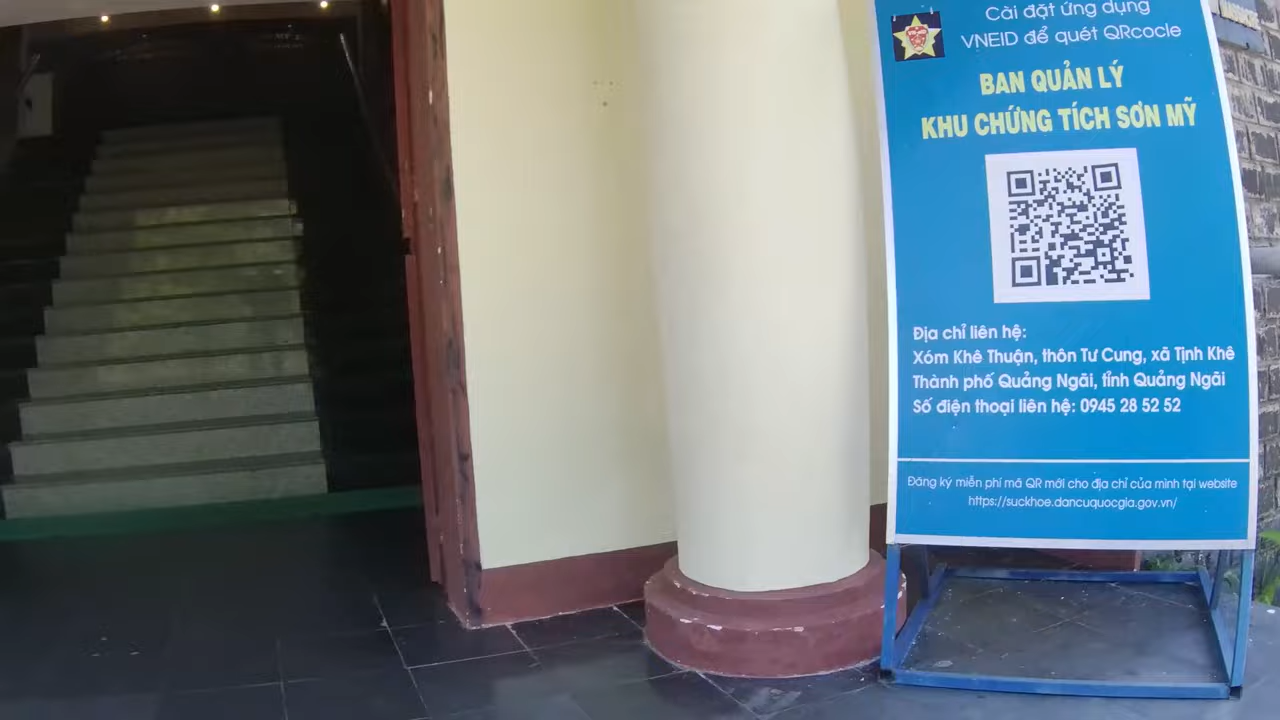 Cài đặt ứng dụng
VNEID để quét QRcocle
BAN QUẢN LÝ
KHU CHỨNG TÍCH SƠN MỸ
Địa chỉ liên hệ:
Xóm Khê Thuận, thôn Tư Cung, xã Tịnh Khê
Thành phố Quảng Ngãi, tỉnh Quảng Ngãi
Số điện thoại liên hệ: 0945 28 52 52
Đăng ký miễn phí mã QR mới cho địa chỉ của mình tại website
https://suckhoe.dancuquocgia.gov.vn/